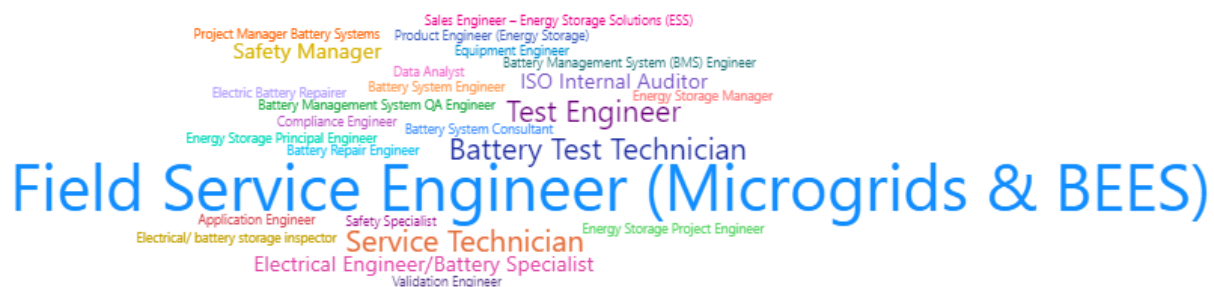 Sales Engineer – Energy Storage Solutions (ESS)
Project Manager Battery Systems
Product Engineer (Energy Storage)
Safety Manager
Equipment Engineer
Battery Management System (BMS) Engineer
Data Analyst
ISO Internal Auditor
Battery System Engineer
Electric Battery Repairer
Energy Storage Manager
Battery Management System QA Engineer
Test Engineer
Compliance Engineer
Battery System Consultant
Energy Storage Principal Engineer
Battery Repair Engineer
Battery Test Technician
Field Service Engineer (Microgrids & BEES)
Application Engineer
Safety Specialist
Energy Storage Project Engineer
Electrical/ battery storage inspector
Service Technician
Electrical Engineer/Battery Specialist
Validation Engineer